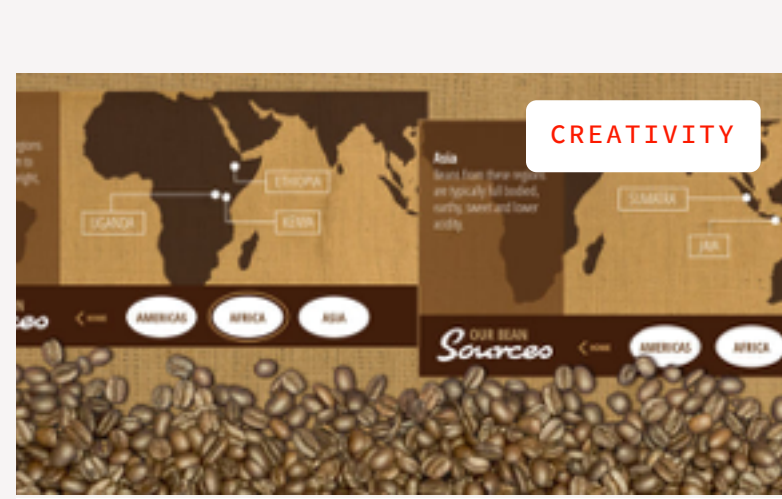 CREATIVITY
ETHIOPIA
UGANDA
KENYA
AMERICAS
AFRICA
ASIA
Asia
Beans from these regions
are typically full bodied,
earthy, sweet and lower
acidity.
SUMATRA
JAVA
OUR BEAN
Sources
HOME
AMERICAS
AFRICA